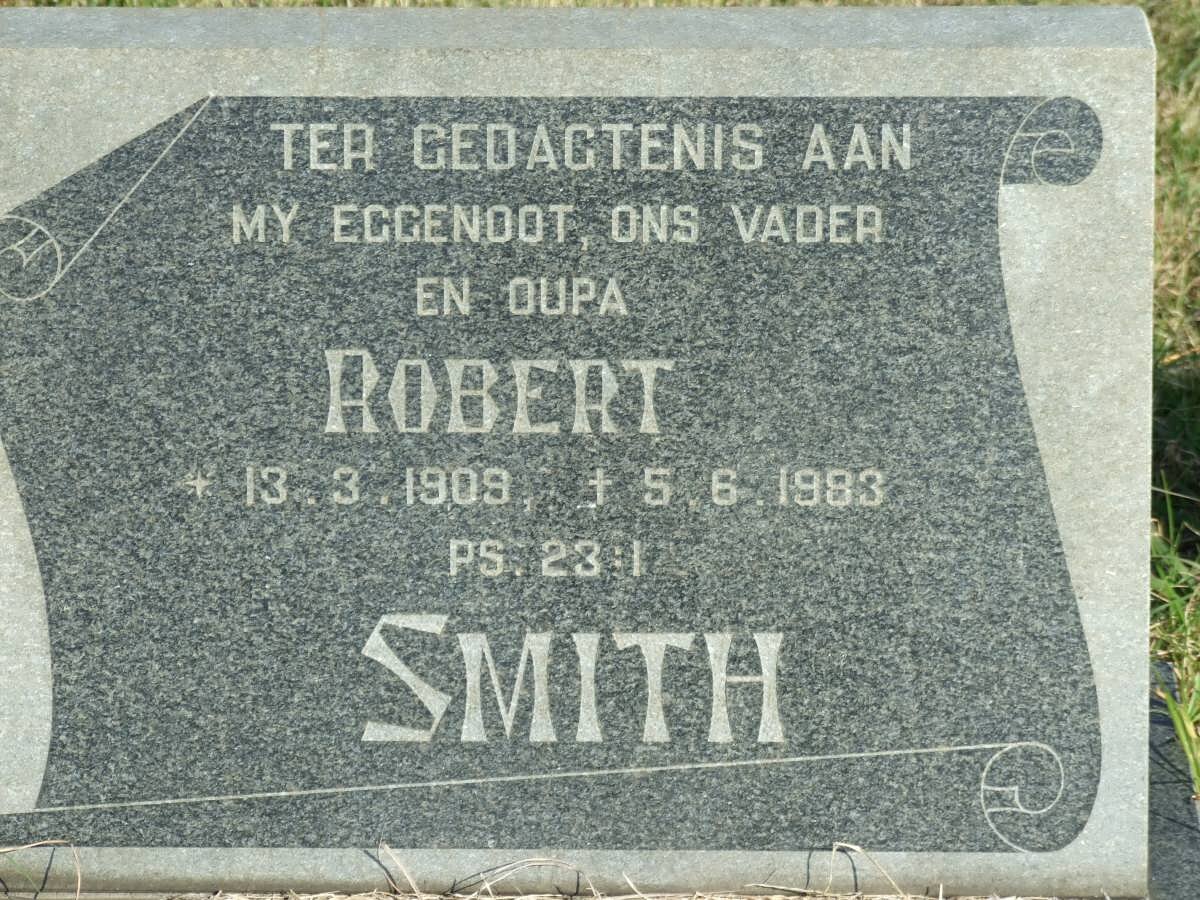 TER GEDAGTENIS AAN
MY EGGENOOT, ONS VADER
EN OUPA
ROBERT
* 13.3.1909, † 5.6.1983
PS. 23:1
SMITH